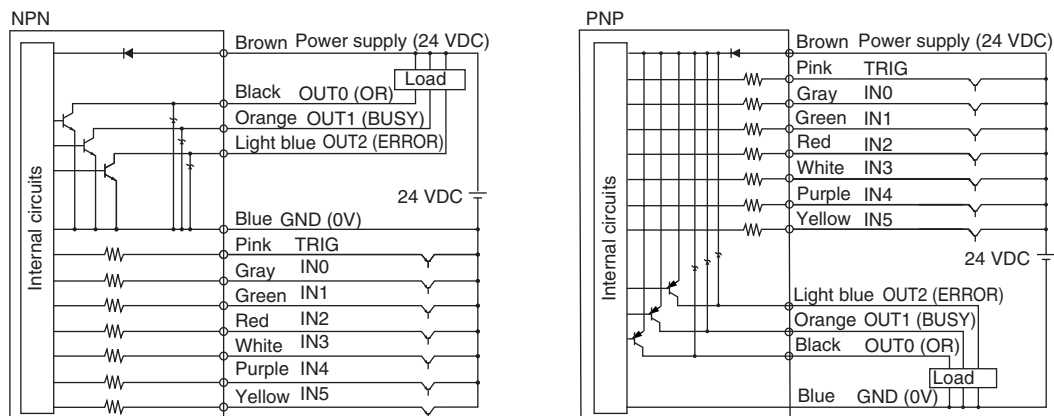 NPN
Brown Power supply (24 VDC)
Load
Black OUT0 (OR)
Orange OUT1 (BUSY)
Light blue OUT2 (ERROR)
24 VDC
Blue GND (0V)
Pink TRIG
Gray IN0
Green IN1
Red IN2
White IN3
Purple IN4
Yellow IN5
Internal circuits
PNP
Brown Power supply (24 VDC)
Pink TRIG
Gray IN0
Green IN1
Red IN2
White IN3
Purple IN4
Yellow IN5
24 VDC
Light blue OUT2 (ERROR)
Orange OUT1 (BUSY)
Black OUT0 (OR)
Load
Blue GND (0V)
Internal circuits